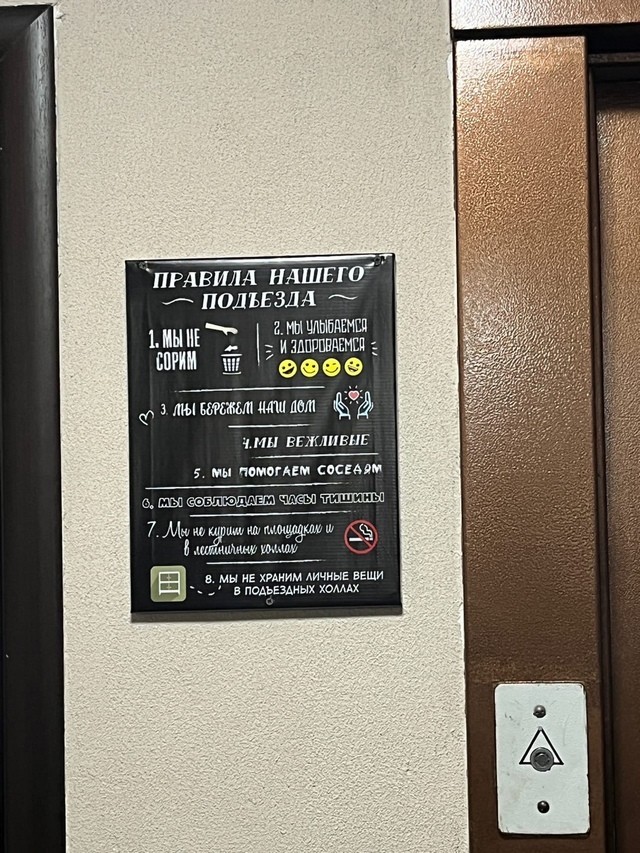 ПРАВИЛА НАШЕГО
ПОДЪЕЗДА
1. МЫ НЕ
СОРИМ
2. МЫ УЛЫБАЕМСЯ
И ЗДОРОВАЕМСЯ
3. МЫ БЕРЕЖЕМ НАШ ДОМ
4. МЫ ВЕЖЛИВЫЕ
5. МЫ ПОМОГАЕМ СОСЕДЯМ
6. МЫ СОБЛЮДАЕМ ЧАСЫ ТИШИНЫ
7. Мы не курим на площадках и
в лестничных холлах
8. МЫ НЕ ХРАНИМ ЛИЧНЫЕ ВЕЩИ
В ПОДЪЕЗДНЫХ ХОЛЛАХ